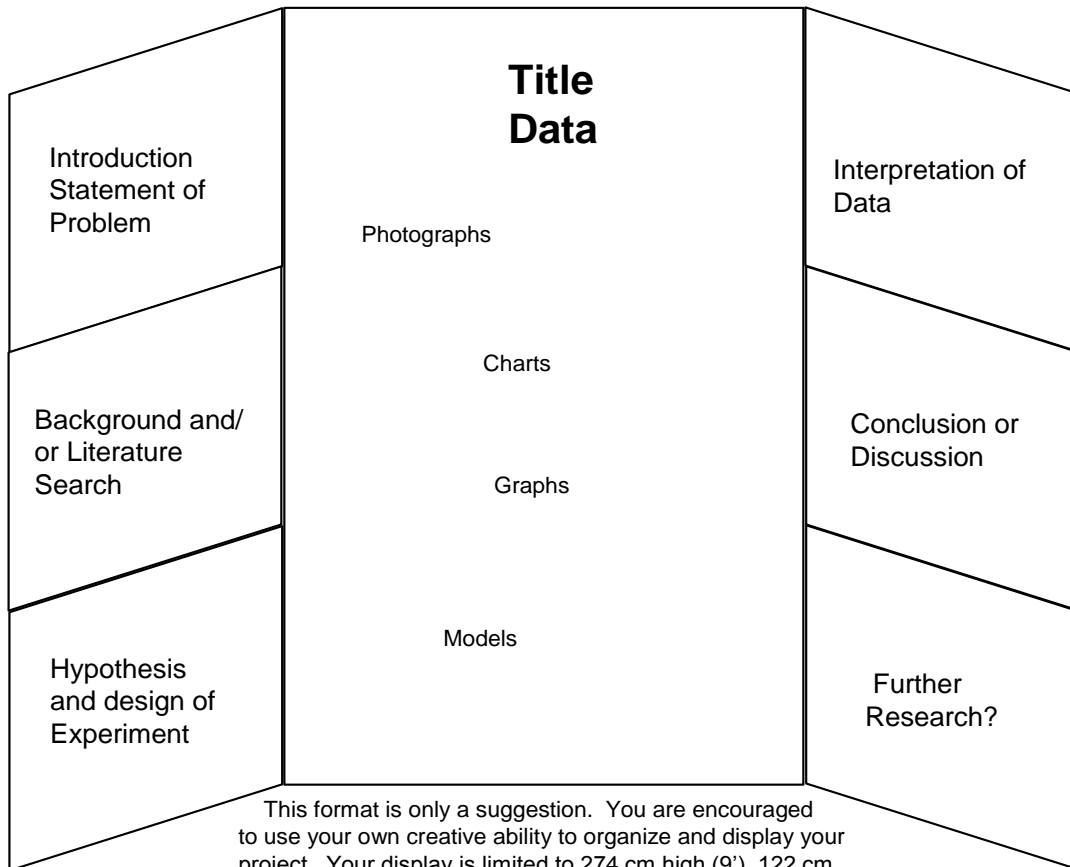 Introduction
Statement of
Problem
Background and/
or Literature
Search
Hypothesis
and design of
Experiment
Title
Data
Photographs
Charts
Graphs
Models
Interpretation of
Data
Conclusion or
Discussion
Further
Research?
This format is only a suggestion.  You are encouraged
to use your own creative ability to organize and display your
project.  Your display is limited to 274 cm high (9’), 122 cm